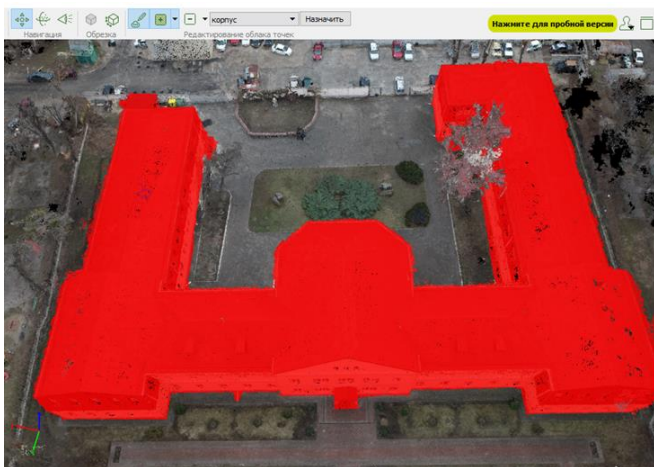 корпус
Назначить
Нажмите для пробной версии
Навигация
Обрезка
Редактирование облака точек